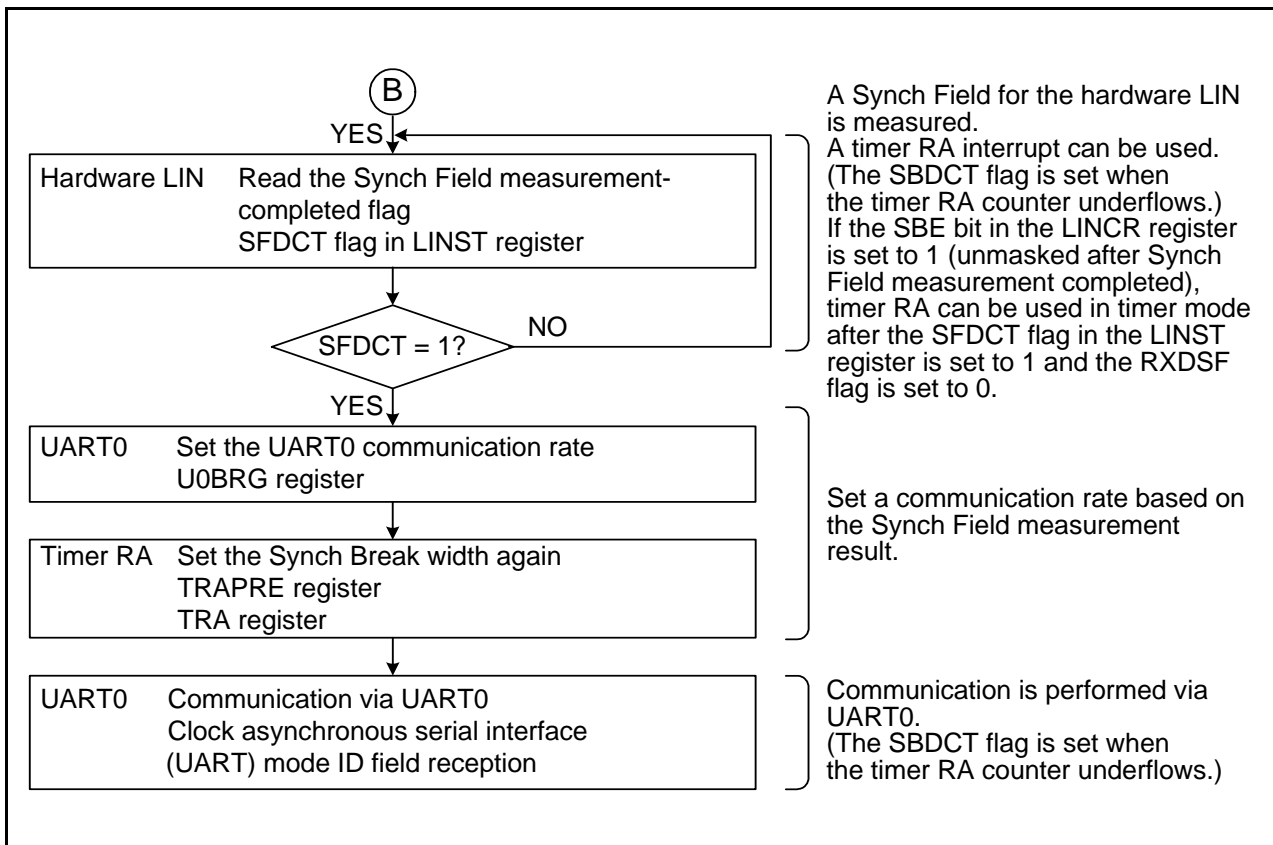 B
YES
Hardware LIN Read the Synch Field measurement-
completed flag
SFDCT flag in LINST register
SFDCT = 1?
NO
YES
UART0 Set the UART0 communication rate
U0BRG register
Timer RA Set the Synch Break width again
TRAPRE register
TRA register
UART0 Communication via UART0
Clock asynchronous serial interface
(UART) mode ID field reception
A Synch Field for the hardware LIN
is measured.
A timer RA interrupt can be used.
(The SBDCT flag is set when
the timer RA counter underflows.)
If the SBE bit in the LINCR register
is set to 1 (unmasked after Synch
Field measurement completed),
timer RA can be used in timer mode
after the SFDCT flag in the LINST
register is set to 1 and the RXDSF
flag is set to 0.
Set a communication rate based on
the Synch Field measurement
result.
Communication is performed via
UART0.
(The SBDCT flag is set when
the timer RA counter underflows.)